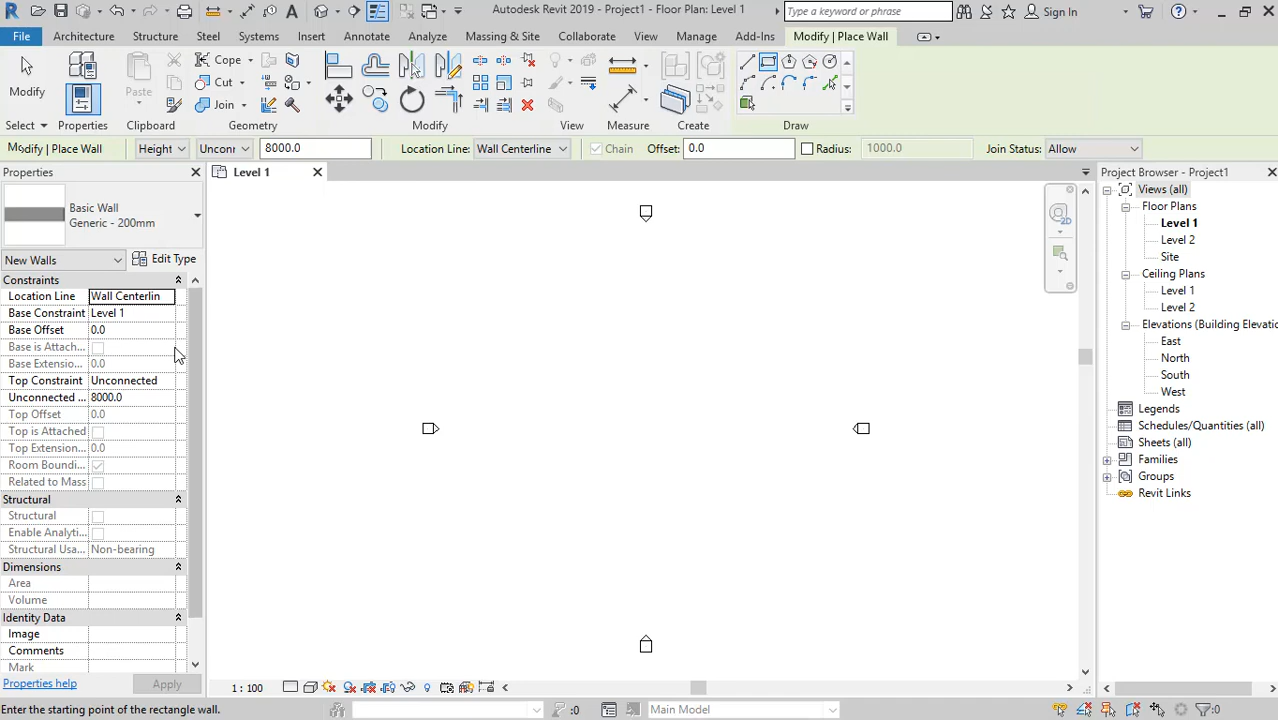 Autodesk Revit 2019 - Project1 - Floor Plan: Level 1
Type a keyword or phrase
Sign In
File
Architecture
Structure
Steel
Systems
Insert
Annotate
Analyze
Massing & Site
Collaborate
View
Manage
Add-Ins
Modify | Place Wall
Modify
Paste
Cope
Cut
Join
Select
Properties
Clipboard
Geometry
Modify
View
Measure
Create
Draw
Modify | Place Wall
Height
Unconr
8000.0
Location Line:
Wall Centerline
Chain
Offset:
0.0
Radius:
1000.0
Join Status:
Allow
Properties
Level 1
Project Browser - Project1
Basic Wall
Generic - 200mm
New Walls
Edit Type
Constraints
Location Line
Wall Centerlin
Base Constraint
Level 1
Base Offset
0.0
Base is Attach...
Base Extensio...
0.0
Top Constraint
Unconnected
Unconnected ...
8000.0
Top Offset
0.0
Top is Attached
Top Extension...
0.0
Room Boundi...
Related to Mass
Structural
Structural
Enable Analyti...
Structural Usa...
Non-bearing
Dimensions
Area
Volume
Identity Data
Image
Comments
Mark
Properties help
Apply
2D
Views (all)
Floor Plans
Level 1
Level 2
Site
Ceiling Plans
Level 1
Level 2
Elevations (Building Elevatio
East
North
South
West
Legends
Schedules/Quantities (all)
Sheets (all)
Families
Groups
Revit Links
1 : 100
Enter the starting point of the rectangle wall.
:0
Main Model
:0